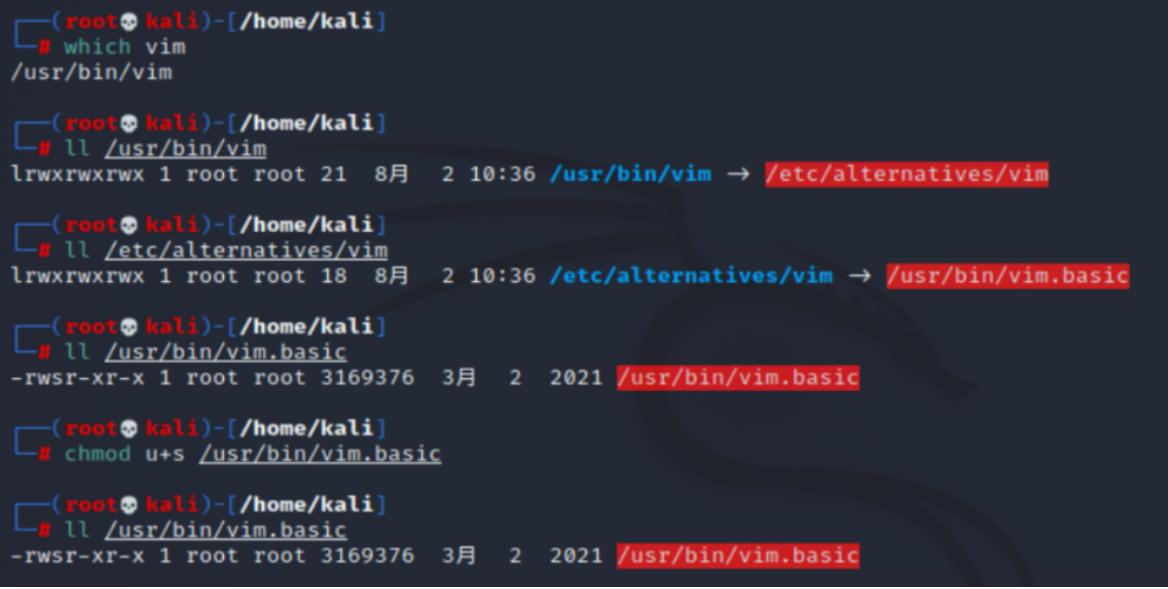 ┌──(root💀kali)-[/home/kali]
└─# which vim
/usr/bin/vim
┌──(root💀kali)-[/home/kali]
└─# ll /usr/bin/vim
lrwxrwxrwx 1 root root 21  8月   2 10:36 /usr/bin/vim → /etc/alternatives/vim
┌──(root💀kali)-[/home/kali]
└─# ll /etc/alternatives/vim
lrwxrwxrwx 1 root root 18  8月   2 10:36 /etc/alternatives/vim → /usr/bin/vim.basic
┌──(root💀kali)-[/home/kali]
└─# ll /usr/bin/vim.basic
-rwsr-xr-x 1 root root 3169376  3月   2  2021 /usr/bin/vim.basic
┌──(root💀kali)-[/home/kali]
└─# chmod u+s /usr/bin/vim.basic
┌──(root💀kali)-[/home/kali]
└─# ll /usr/bin/vim.basic
-rwsr-xr-x 1 root root 3169376  3月   2  2021 /usr/bin/vim.basic